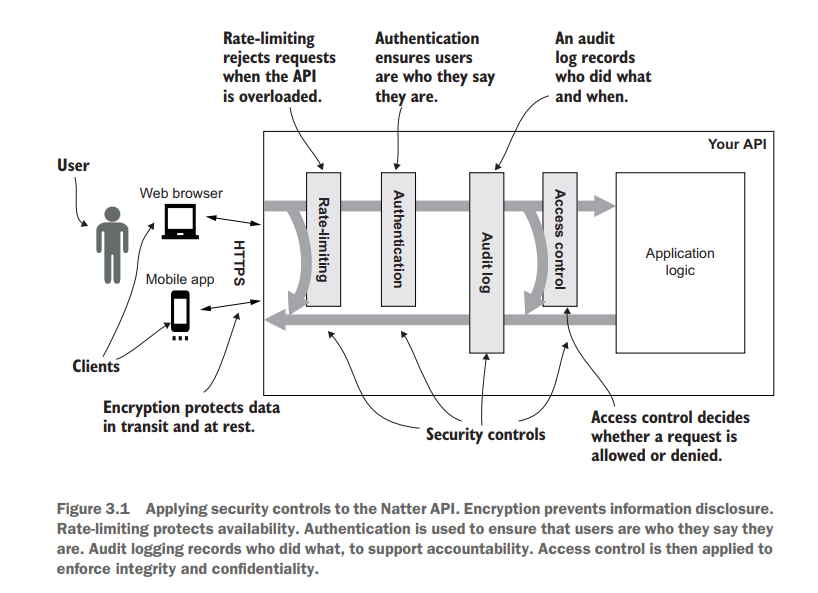 Rate-limiting
rejects requests
when the API
is overloaded.
Authentication
ensures users
are who they say
they are.
An audit
log records
who did what
and when.
Your API
User
Web browser
Mobile app
HTTPS
Rate-limiting
Authentication
Audit log
Access control
Application
logic
Clients
Encryption protects data
in transit and at rest.
Security controls
Access control decides
whether a request is
allowed or denied.
Figure 3.1 Applying security controls to the Natter API. Encryption prevents information disclosure.
Rate-limiting protects availability. Authentication is used to ensure that users are who they say they
are. Audit logging records who did what, to support accountability. Access control is then applied to
enforce integrity and confidentiality.